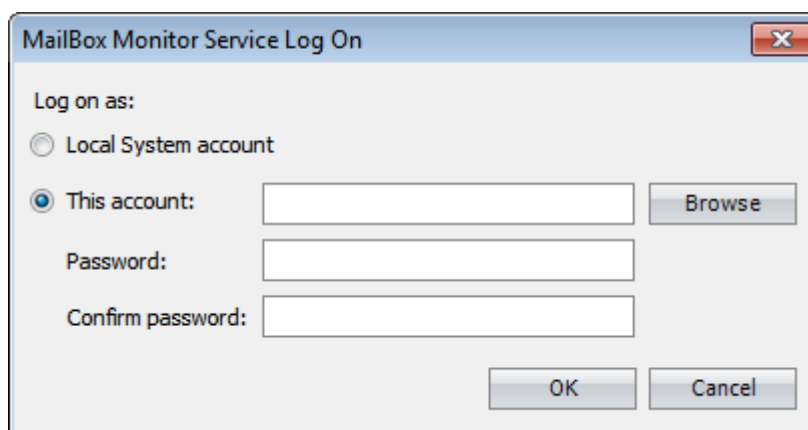 MailBox Monitor Service Log On
Log on as:
Local System account
This account:
Browse
Password:
Confirm password:
OK
Cancel